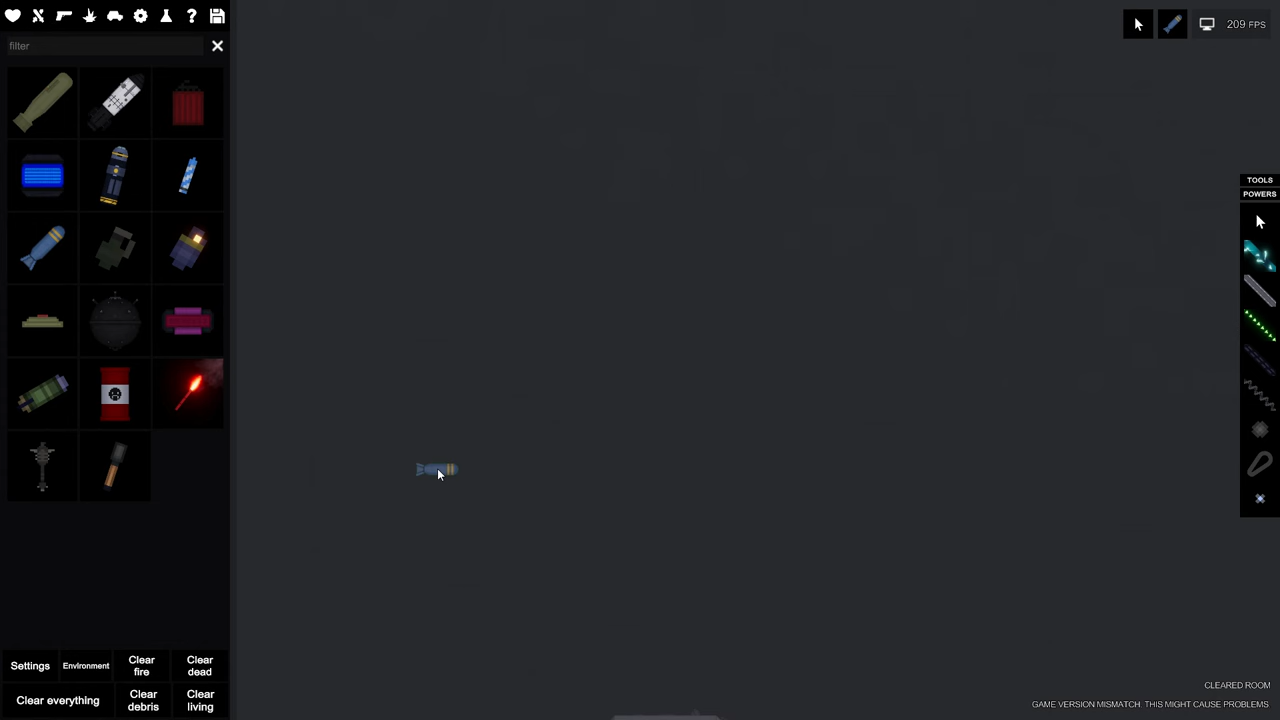 209 FPS
filter
TOOLS
POWERS
Settings
Environment
Clear
fire
Clear
dead
Clear everything
Clear
debris
Clear
living
CLEARED ROOM
GAME VERSION MISMATCH. THIS MIGHT CAUSE PROBLEMS.